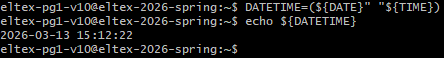 eltex-pg1-v10@eltex-2026-spring:~$ DATETIME=(${DATE}" "${TIME})
eltex-pg1-v10@eltex-2026-spring:~$ echo ${DATETIME}
2026-03-13 15:12:22
eltex-pg1-v10@eltex-2026-spring:~$